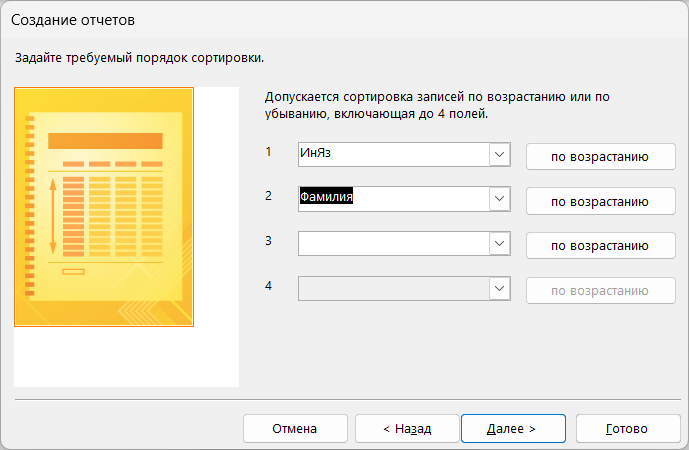 Создание отчетов
Задайте требуемый порядок сортировки.
Допускается сортировка записей по возрастанию или по
убыванию, включающая до 4 полей.
1 ИнЯз по возрастанию
2 Фамилия по возрастанию
3 по возрастанию
4 по возрастанию
Отмена < Назад Далее > Готово